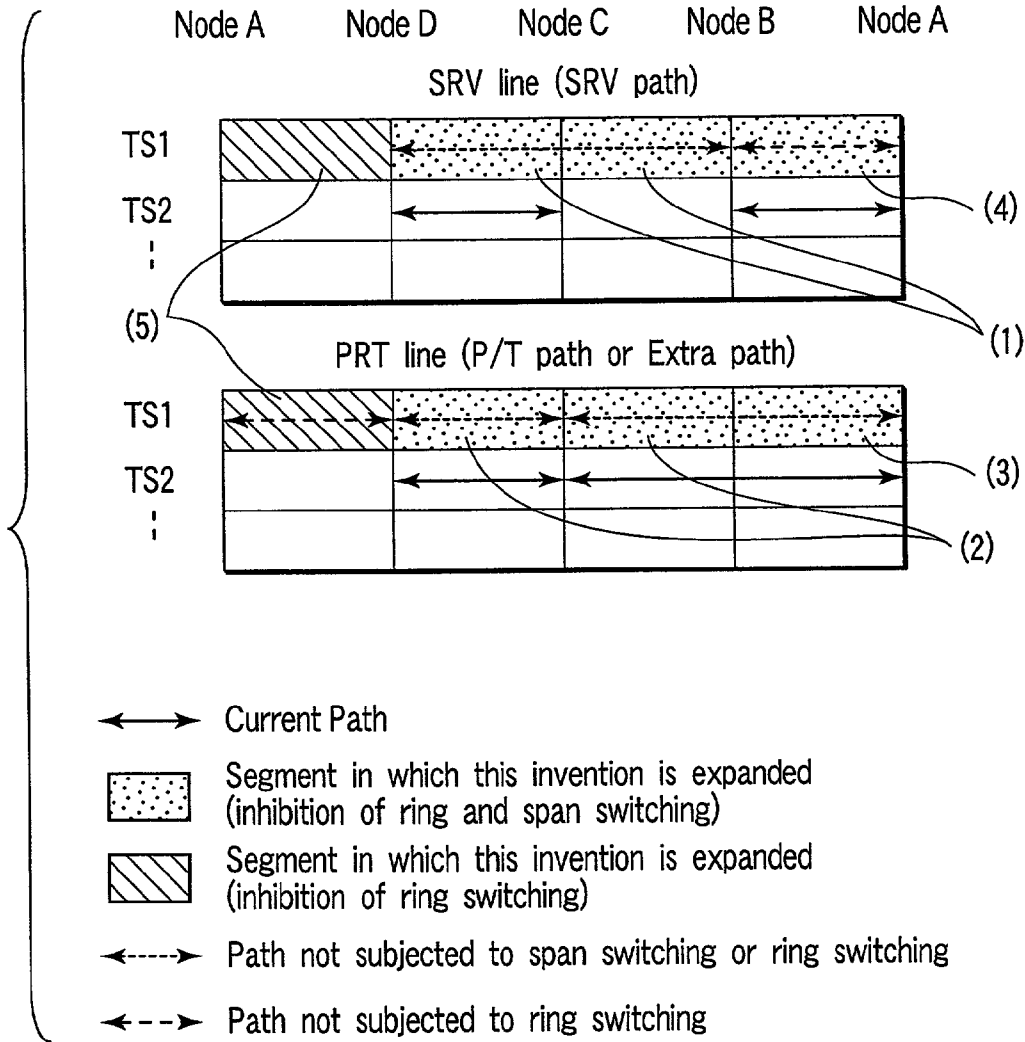 Node A Node D Node C Node B Node A
SRV line (SRV path)
TS1
TS2
(4)
(5)
(1)
PRT line (P/T path or Extra path)
TS1
TS2
(3)
(2)
Current Path
Segment in which this invention is expanded
(inhibition of ring and span switching)
Segment in which this invention is expanded
(inhibition of ring switching)
Path not subjected to span switching or ring switching
Path not subjected to ring switching